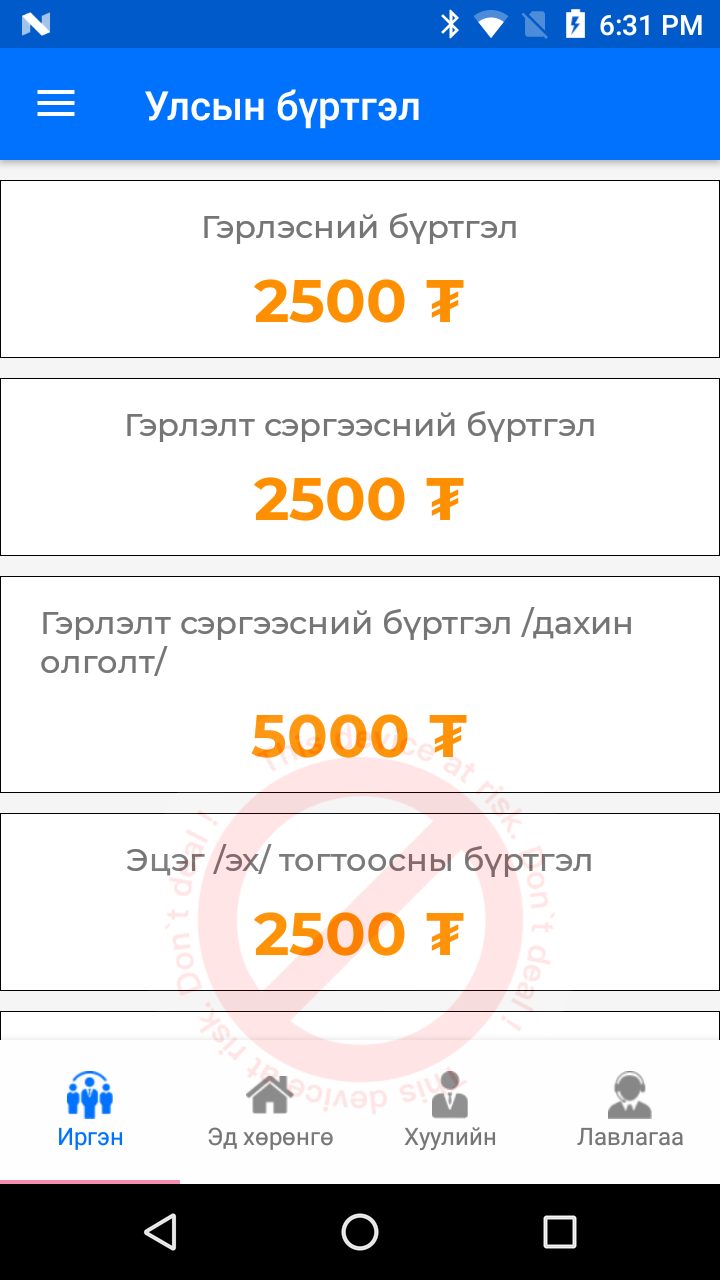 6:31 PM
Улсын бүртгэл
Гэрлэсний бүртгэл
2500 ₮
Гэрлэлт сэргээсний бүртгэл
2500 ₮
Гэрлэлт сэргээсний бүртгэл /дахин
олголт/
5000 ₮
Эцэг /эх/ тогтоосны бүртгэл
2500 ₮
This device at risk. Don`t deal !
This device at risk. Don`t deal !
Иргэн
Эд хөрөнгө
Хуулийн
Лавлагаа